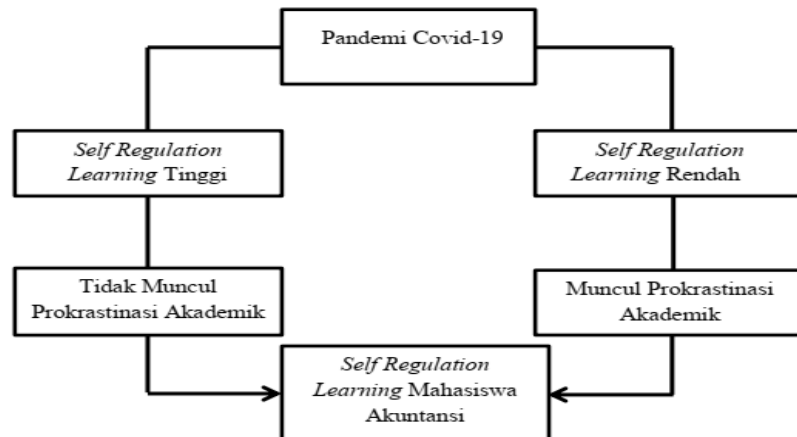 Pandemi Covid-19
Self Regulation
Learning Tinggi
Self Regulation
Learning Rendah
Tidak Muncul
Prokrastinasi Akademik
Muncul Prokrastinasi
Akademik
Self Regulation
Learning Mahasiswa
Akuntansi